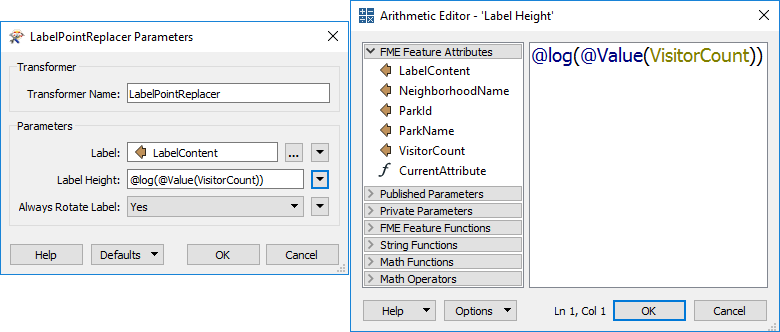 LabelPointReplacer Parameters
Transformer
Transformer Name: LabelPointReplacer
Parameters
Label: LabelContent ...
Label Height: @log(@Value(VisitorCount))
Always Rotate Label: Yes
Help Defaults OK Cancel
Arithmetic Editor - 'Label Height'
FME Feature Attributes
LabelContent
NeighborhoodName
ParkId
ParkName
VisitorCount
CurrentAttribute
Published Parameters
Private Parameters
FME Feature Functions
String Functions
Math Functions
Math Operators
@log(@Value(VisitorCount))
Help Options Ln 1, Col 1 OK Cancel